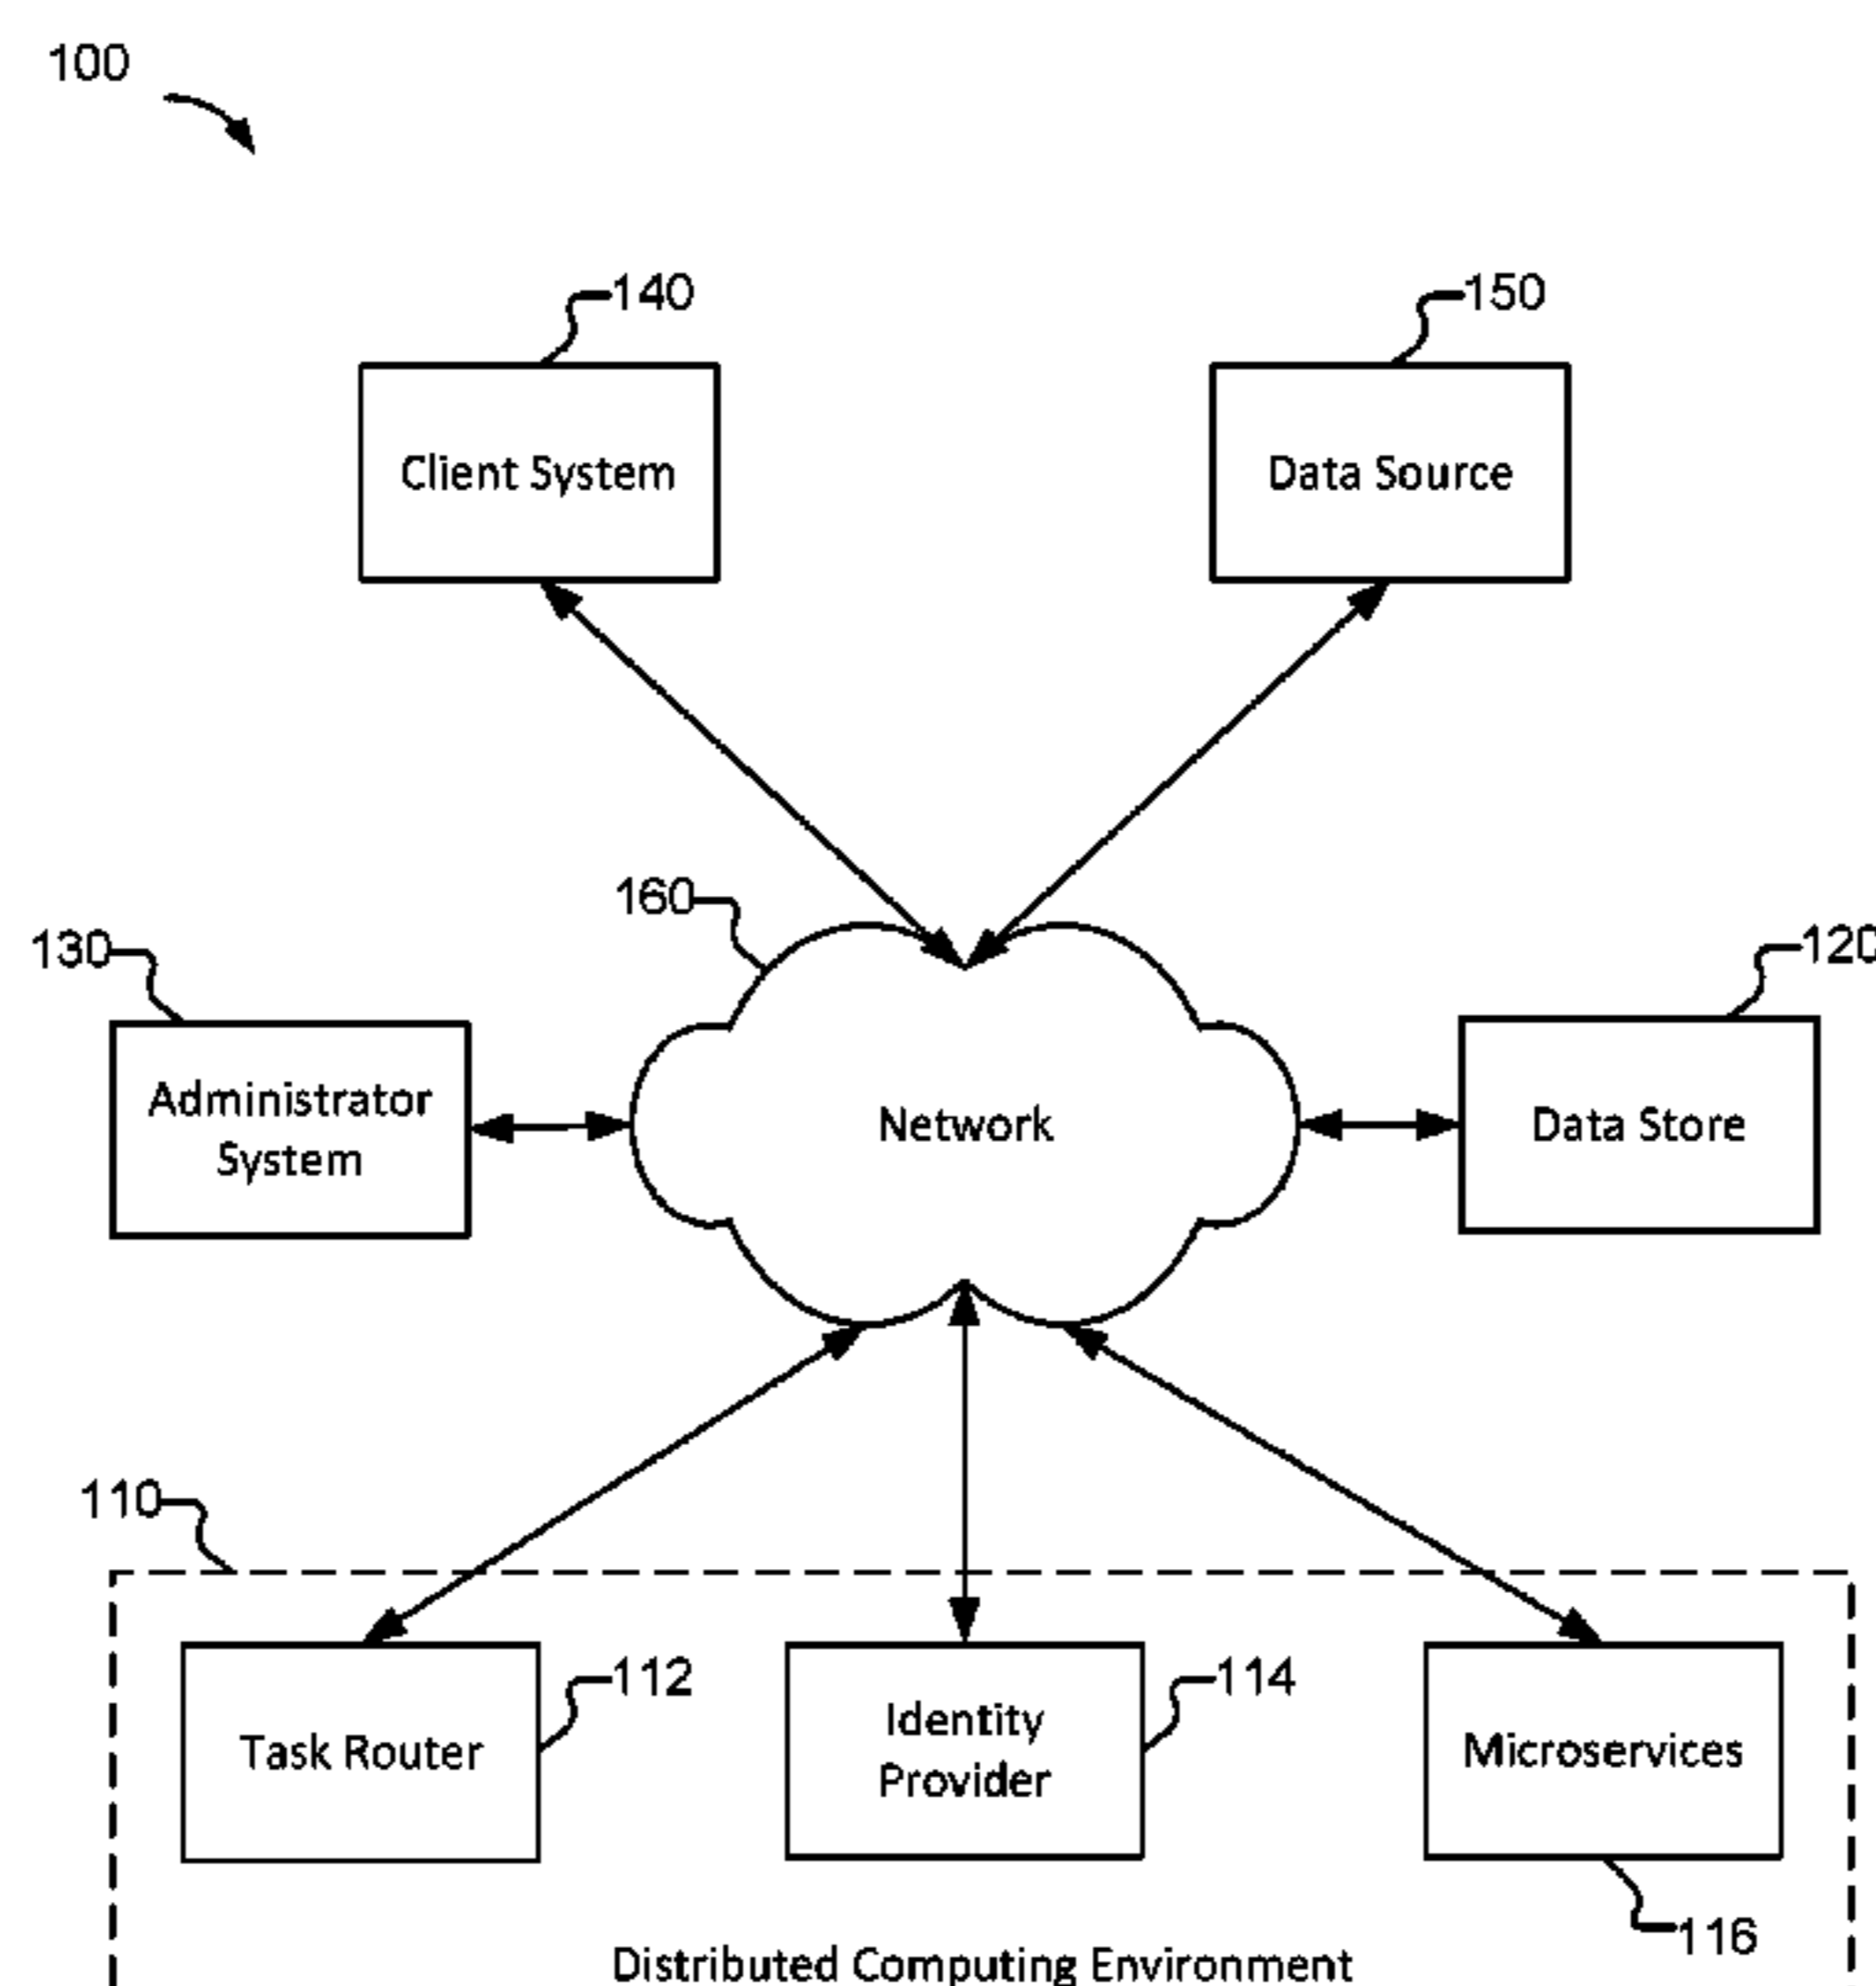 100
140
150
Client System
Data Source
160
130
120
Administrator
System
Network
Data Store
110
112
114
Task Router
Identity
Provider
Microservices
116
Distributed Computing Environment